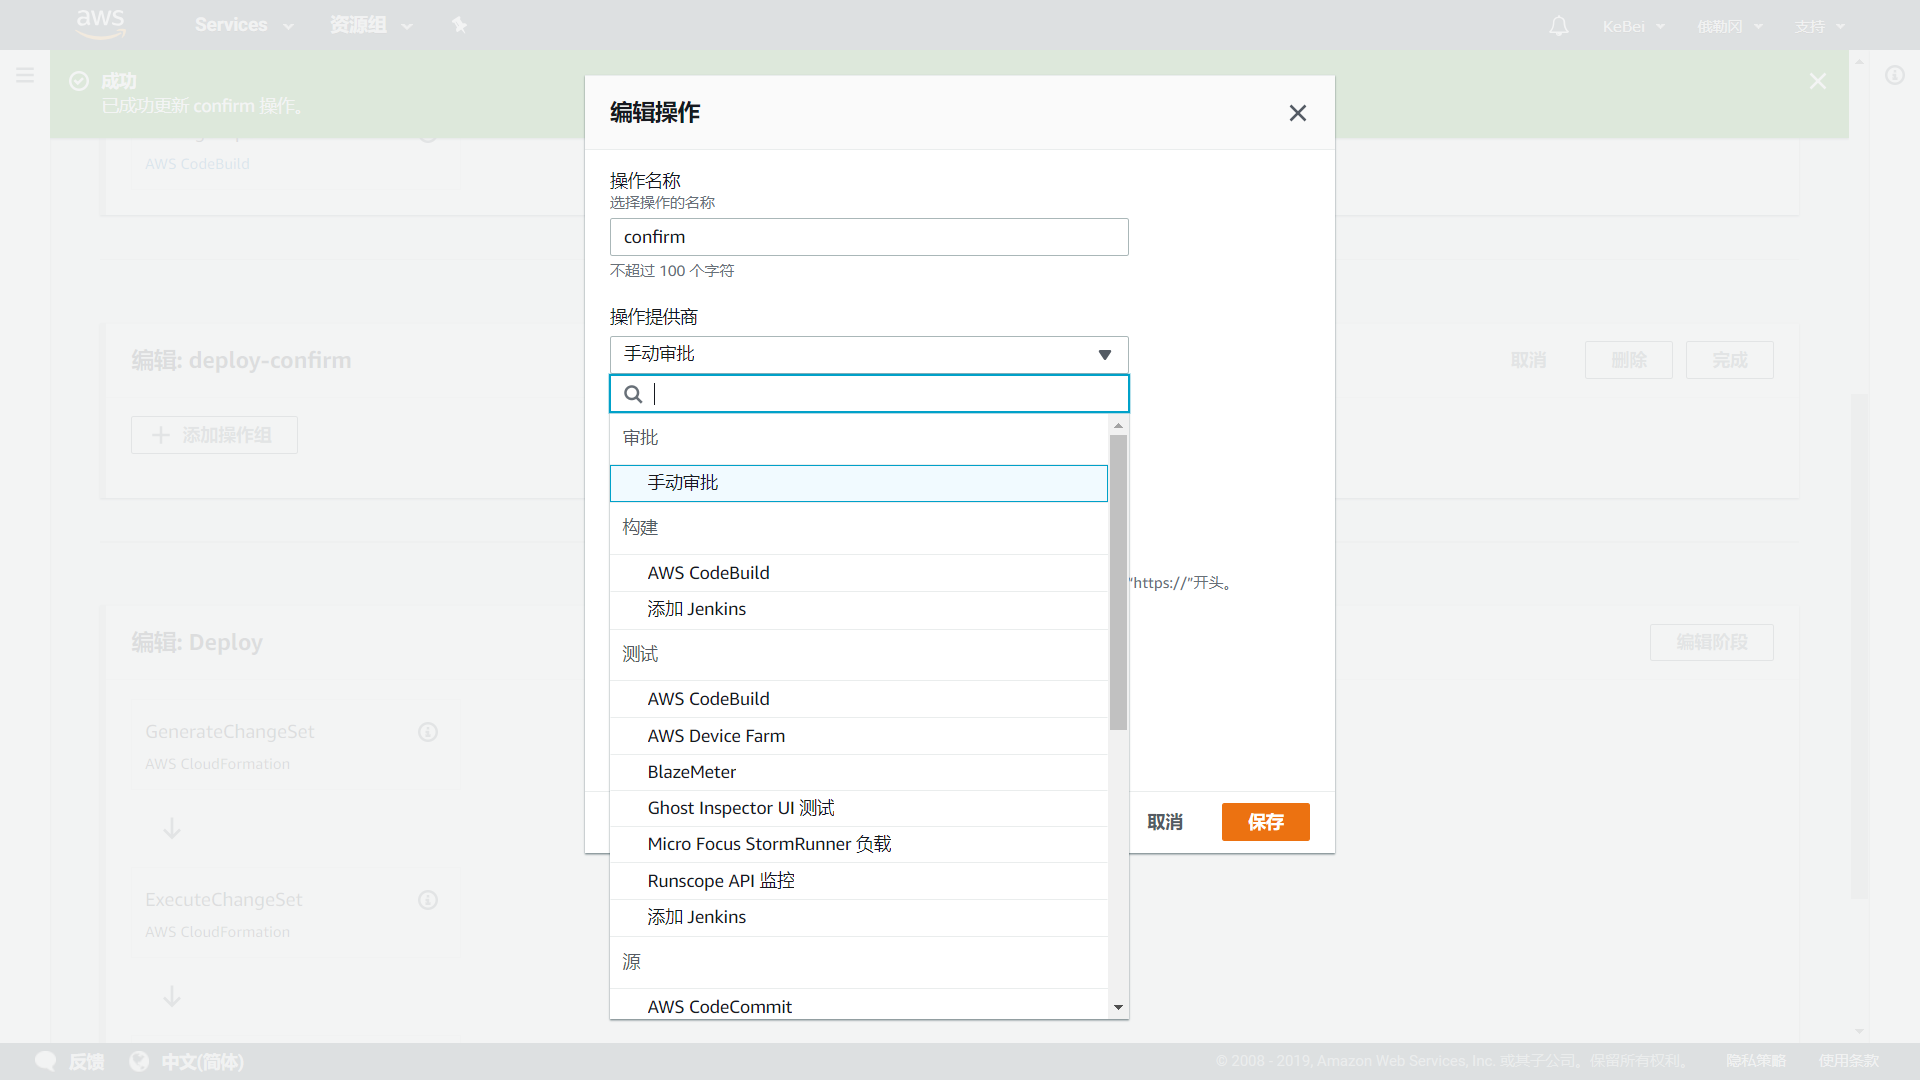 aws
Services
资源组
KeBei
俄勒冈
支持
成功
已成功更新 confirm 操作。
AWS CodeBuild
编辑: deploy-confirm
取消
删除
完成
添加操作组
编辑: Deploy
编辑阶段
GenerateChangeSet
AWS CloudFormation
ExecuteChangeSet
AWS CloudFormation
编辑操作
操作名称
选择操作的名称
confirm
不超过 100 个字符
操作提供商
手动审批
审批
手动审批
构建
AWS CodeBuild
添加 Jenkins
测试
AWS CodeBuild
AWS Device Farm
BlazeMeter
Ghost Inspector UI 测试
Micro Focus StormRunner 负载
Runscope API 监控
添加 Jenkins
源
AWS CodeCommit
“https://”开头。
取消
保存
反馈
中文(简体)
© 2008 - 2019, Amazon Web Services, Inc. 或其子公司。保留所有权利。
隐私策略
使用条款